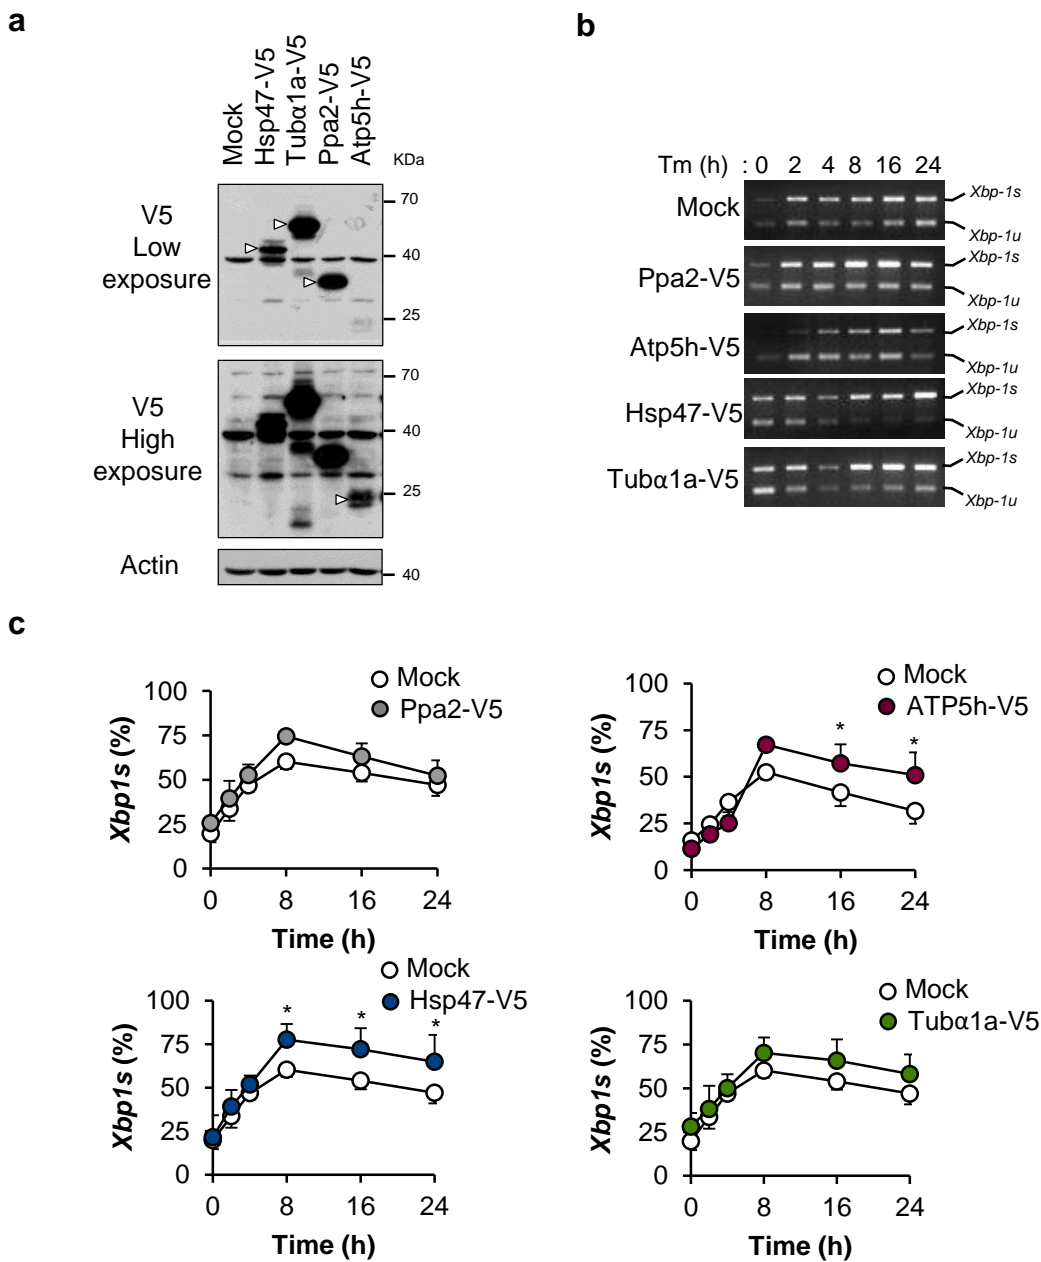 a
Mock
Hsp47-V5
Tubα1a-V5
Ppa2-V5
Atp5h-V5
KDa
V5
Low
exposure
70
40
25
V5
High
exposure
70
40
25
Actin
40
b
Tm (h) : 0 2 4 8 16 24
Mock
Xbp-1s
Xbp-1u
Ppa2-V5
Xbp-1s
Xbp-1u
Atp5h-V5
Xbp-1s
Xbp-1u
Hsp47-V5
Xbp-1s
Xbp-1u
Tubα1a-V5
Xbp-1s
Xbp-1u
c
Mock
Ppa2-V5
Xbp1s (%)
100
75
50
25
0
0 8 16 24
Time (h)
Mock
ATP5h-V5
Xbp1s (%)
100
75
50
25
0
* *
0 8 16 24
Time (h)
Mock
Hsp47-V5
Xbp1s (%)
100
75
50
25
0
* * *
0 8 16 24
Time (h)
Mock
Tubα1a-V5
Xbp1s (%)
100
75
50
25
0
0 8 16 24
Time (h)